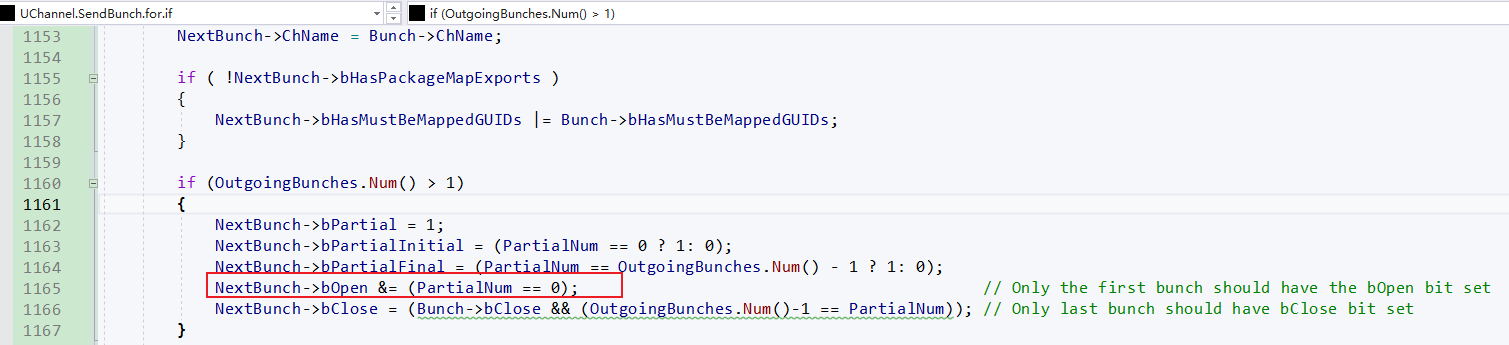 UChannel.SendBunch.for.if
if (OutgoingBunches.Num() > 1)
1153 NextBunch->ChName = Bunch->ChName;
1154
1155 if ( !NextBunch->bHasPackageMapExports )
1156 {
1157 NextBunch->bHasMustBeMappedGUIDs |= Bunch->bHasMustBeMappedGUIDs;
1158 }
1159
1160 if (OutgoingBunches.Num() > 1)
1161 {
1162 NextBunch->bPartial = 1;
1163 NextBunch->bPartialInitial = (PartialNum == 0 ? 1: 0);
1164 NextBunch->bPartialFinal = (PartialNum == OutgoingBunches.Num() - 1 ? 1: 0);
1165 NextBunch->bOpen &= (PartialNum == 0); // Only the first bunch should have the bOpen bit set
1166 NextBunch->bClose = (Bunch->bClose && (OutgoingBunches.Num()-1 == PartialNum)); // Only last bunch should have bClose bit set
1167 }